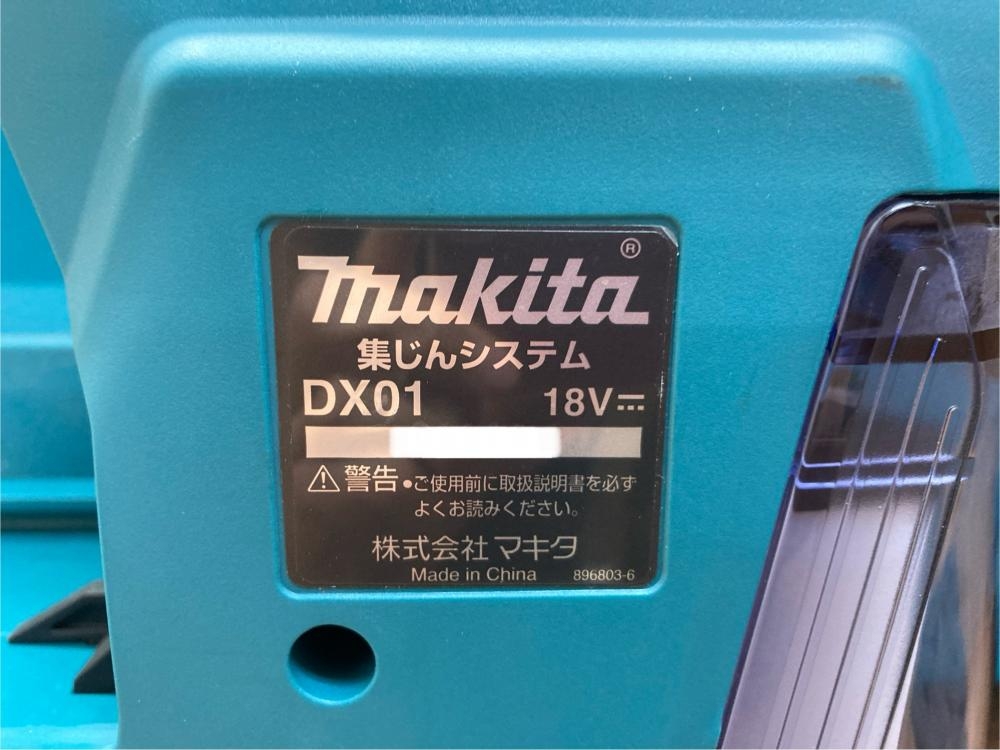 makita®
集じんシステム
DX01 18V⎓
⚠警告 •ご使用前に取扱説明書を必ず
よくお読みください。
株式会社マキタ
Made in China 896803-6